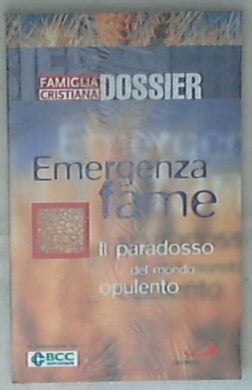 FAMIGLIA
CRISTIANA DOSSIER
Emergenza
fame
Il paradosso
del mondo
opulento
BCC